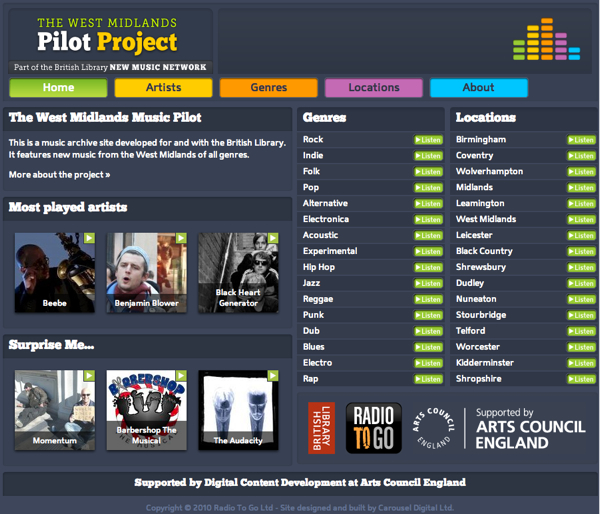 THE WEST MIDLANDS
Pilot Project
Part of the British Library NEW MUSIC NETWORK
Home
Artists
Genres
Locations
About
The West Midlands Music Pilot
This is a music archive site developed for and with the British Library.
It features new music from the West Midlands of all genres.
More about the project »
Most played artists
Beebe
Benjamin Blower
Black Heart
Generator
Surprise Me...
Momentum
BARBERSHOP
Barbershop The
Musical
The Audacity
Genres
Rock Listen
Indie Listen
Folk Listen
Pop Listen
Alternative Listen
Electronica Listen
Acoustic Listen
Experimental Listen
Hip Hop Listen
Jazz Listen
Reggae Listen
Punk Listen
Dub Listen
Blues Listen
Electro Listen
Rap Listen
Locations
Birmingham Listen
Coventry Listen
Wolverhampton Listen
Midlands Listen
Leamington Listen
West Midlands Listen
Leicester Listen
Black Country Listen
Shrewsbury Listen
Dudley Listen
Nuneaton Listen
Stourbridge Listen
Telford Listen
Worcester Listen
Kidderminster Listen
Shropshire Listen
BRITISH
LIBRARY
RADIO
TO GO
ARTS COUNCIL
ENGLAND
Supported by
ARTS COUNCIL
ENGLAND
Supported by Digital Content Development at Arts Council England
Copyright © 2010 Radio To Go Ltd - Site designed and built by Carousel Digital Ltd.